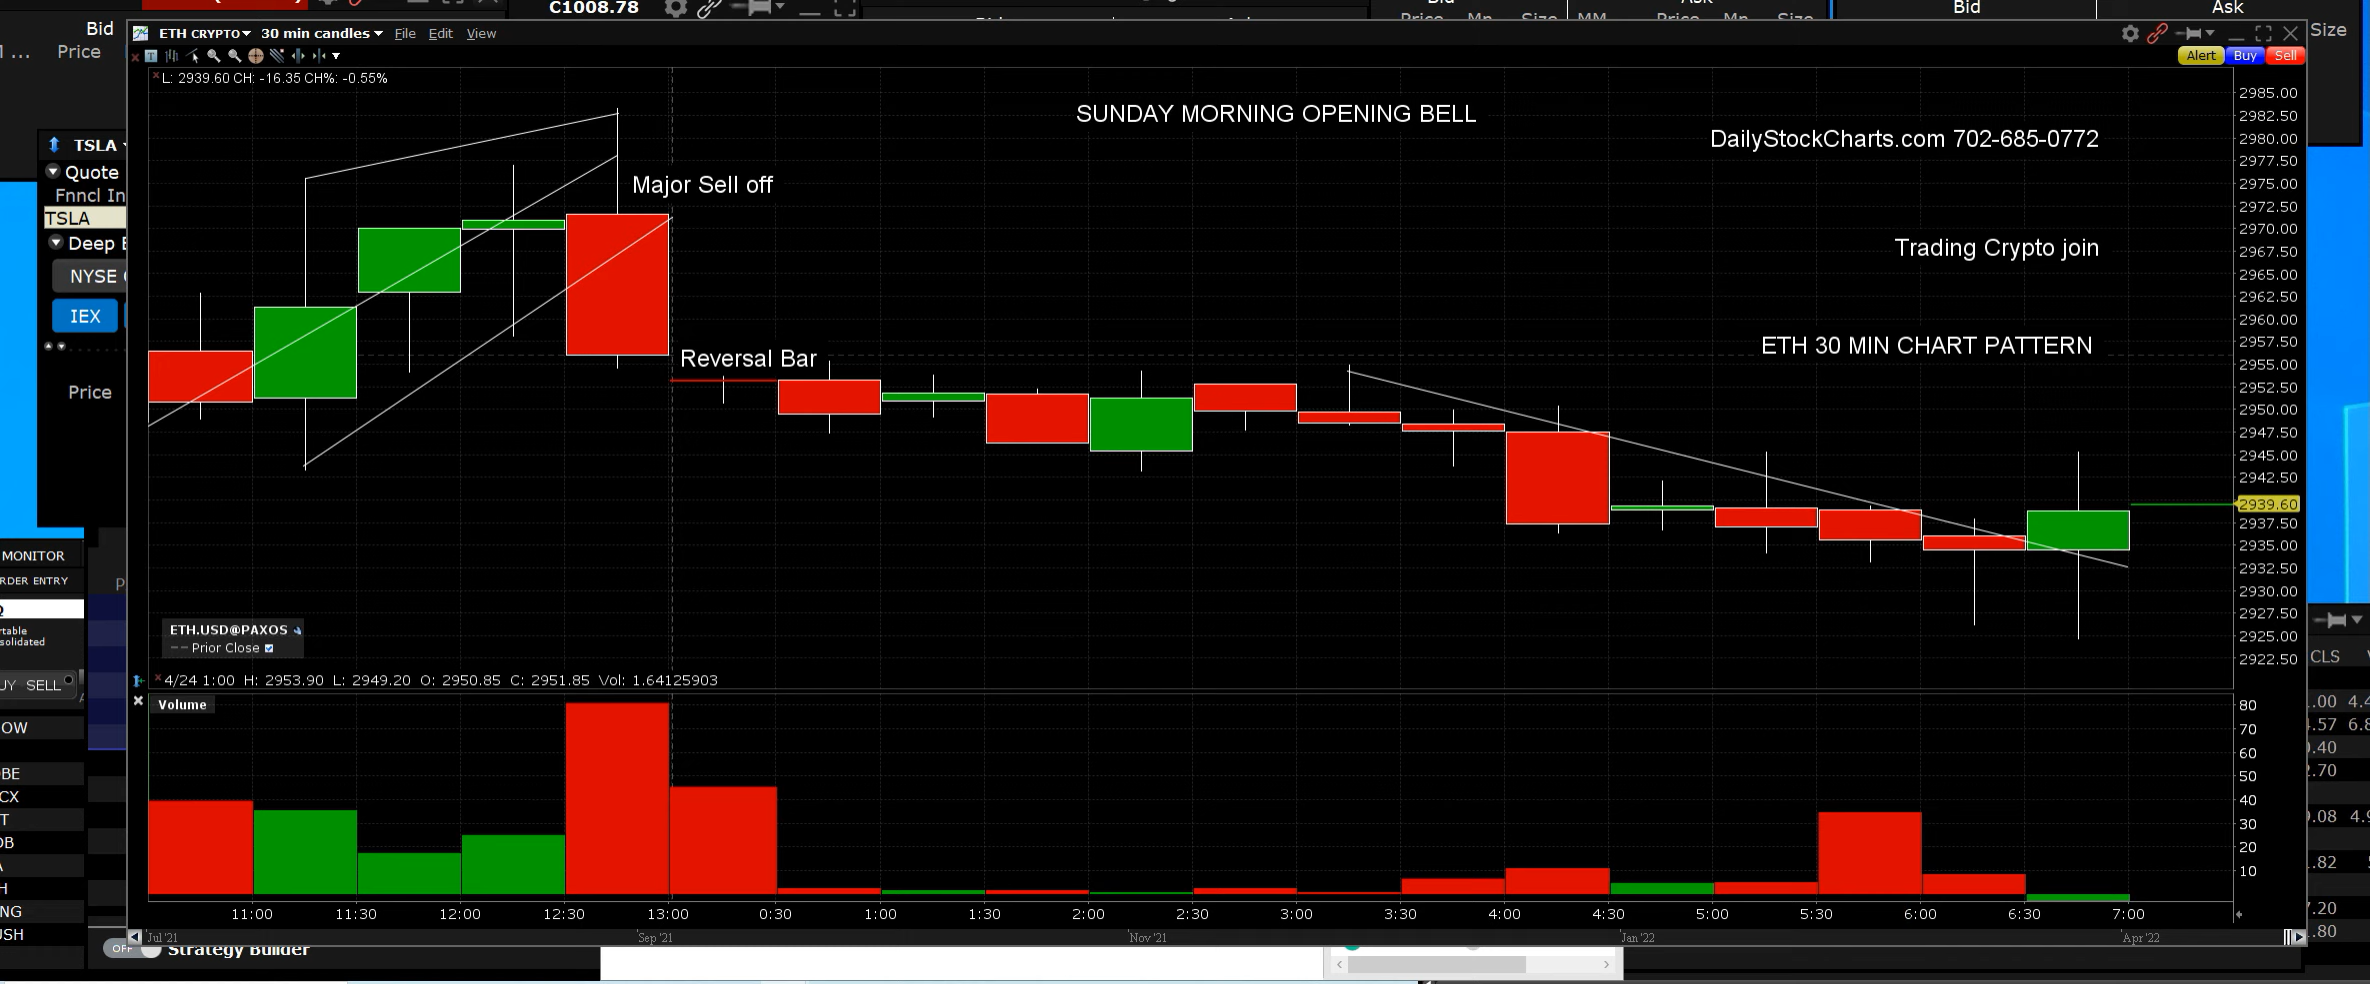 C1008.78
Bid
Ask
Bid
Price
Size
ETH CRYPTO 30 min candles File Edit View
Alert Buy Sell
L: 2939.60 CH: -16.35 CH%: -0.55%
SUNDAY MORNING OPENING BELL
DailyStockCharts.com 702-685-0772
Major Sell off
Trading Crypto join
ETH 30 MIN CHART PATTERN
Reversal Bar
2985.00
2982.50
2980.00
2977.50
2975.00
2972.50
2970.00
2967.50
2965.00
2962.50
2960.00
2957.50
2955.00
2952.50
2950.00
2947.50
2945.00
2942.50
2939.60
2937.50
2935.00
2932.50
2930.00
2927.50
2925.00
2922.50
TSLA
Quote
Fnncl In
TSLA
Deep
NYSE
IEX
Price
MONITOR
RDER ENTRY
rtable
solidated
SELL
ETH.USD@PAXOS
Prior Close
4/24 1:00 H: 2953.90 L: 2949.20 O: 2950.85 C: 2951.85 Vol: 1.64125903
Volume
80
70
60
50
40
30
20
10
11:00 11:30 12:00 12:30 13:00 0:30 1:00 1:30 2:00 2:30 3:00 3:30 4:00 4:30 5:00 5:30 6:00 6:30 7:00
Jul '21 Sep '21 Nov '21 Jan '22 Apr '22
OFF Strategy Builder
CLS